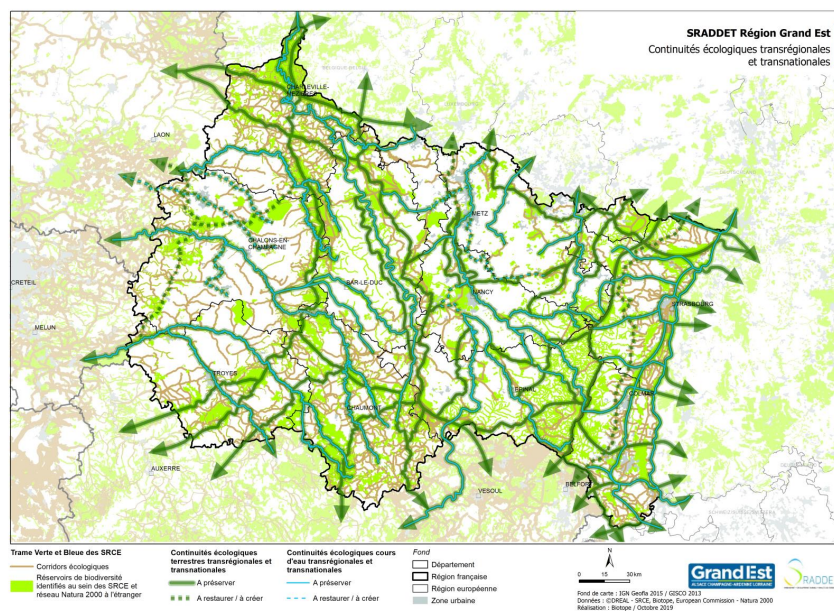 SRADDET Région Grand Est
Continuités écologiques transrégionales
et transnationales
CHARLEVILLE-
MEZIERES
LAON
METZ
CHALONS-EN-
CHAMPAGNE
BAR-LE-DUC
NANCY
STRASBOURG
CRETEIL
MELUN
TROYES
EPINAL
COLMAR
CHAUMONT
AUXERRE
VESOUL
BELFORT
Trame Verte et Bleue des SRCE
Corridors écologiques
Réservoirs de biodiversité
identifiés au sein des SRCE et
réseau Natura 2000 à l'étranger
Continuités écologiques
terrestres transrégionales et
transnationales
A préserver
A restaurer / à créer
Continuités écologiques cours
d'eau transrégionales et
transnationales
A préserver
A restaurer / à créer
Fond
Département
Région française
Région européenne
Zone urbaine
N
0 15 30 km
Fond de carte : IGN Geofla 2015 / GISCO 2013
Données : ©DREAL - SRCE, Biotope, European Commission - Natura 2000
Réalisation : Biotope / Octobre 2019
GrandEst
ALSACE CHAMPAGNE-ARDENNE LORRAINE
SRADDET